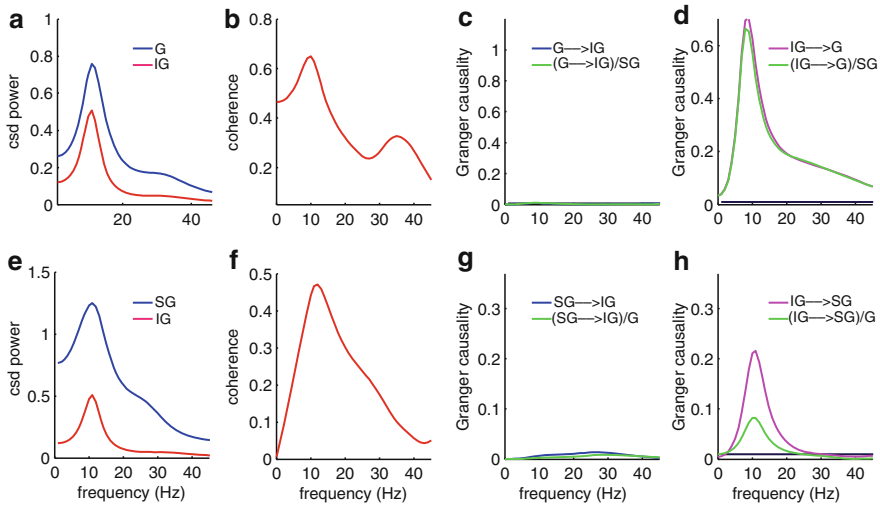 a
csd power
1
0.8
0.6
0.4
0.2
0
20
40
G
IG
b
coherence
0.8
0.6
0.4
0.2
0
10
20
30
40
c
Granger causality
1
0.8
0.6
0.4
0.2
0
0
10
20
30
40
G—›IG
(G—›IG)/SG
d
Granger causality
0.6
0.4
0.2
0
0
10
20
30
40
IG—›G
(IG—›G)/SG
e
csd power
1.5
1
0.5
0
0
10
20
30
40
frequency (Hz)
SG
IG
f
coherence
0.5
0.4
0.3
0.2
0.1
0
0
10
20
30
40
frequency (Hz)
g
Granger causality
0.3
0.2
0.1
0
0
10
20
30
40
frequency (Hz)
SG—›IG
(SG—›IG)/G
h
Granger causality
0.3
0.2
0.1
0
0
10
20
30
40
frequency (Hz)
IG—›SG
(IG—›SG)/G